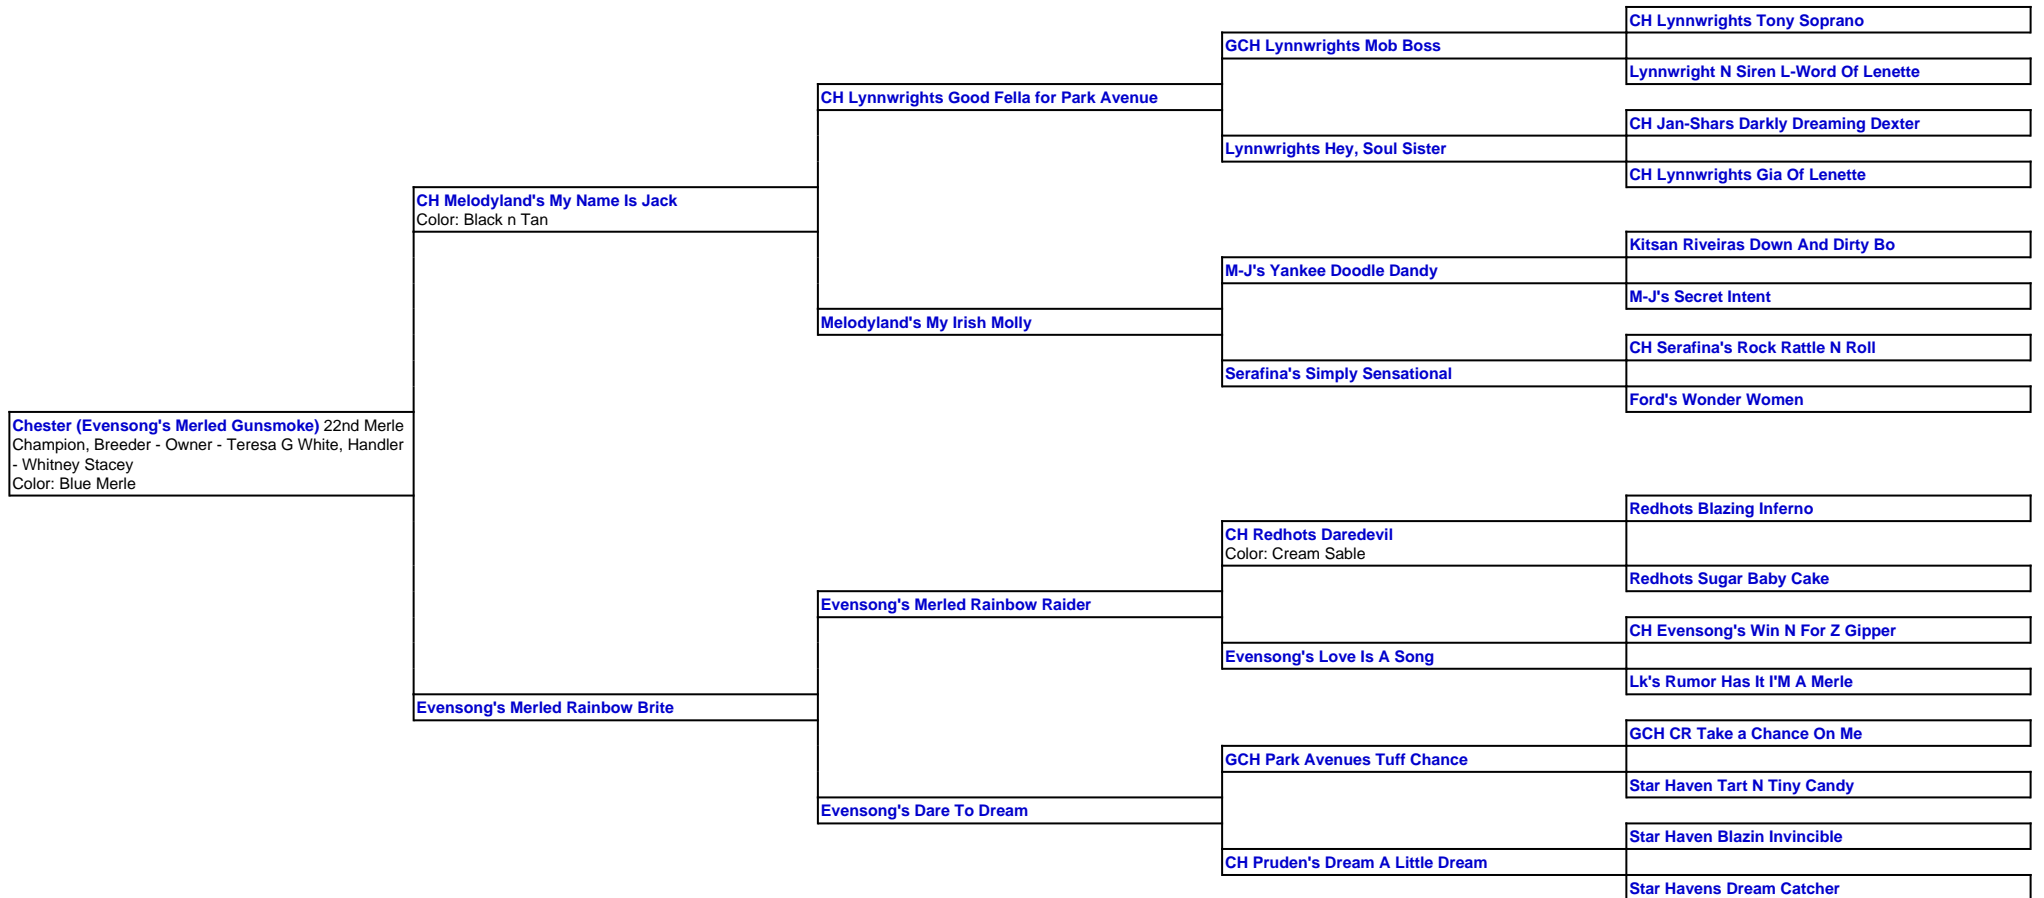 CH Lynnwrights Tony Soprano
GCH Lynnwrights Mob Boss
Lynnwright N Siren L-Word Of Lenette
CH Lynnwrights Good Fella for Park Avenue
CH Jan-Shars Darkly Dreaming Dexter
Lynnwrights Hey, Soul Sister
CH Lynnwrights Gia Of Lenette
CH Melodyland's My Name Is Jack
Color: Black n Tan
Kitsan Riveiras Down And Dirty Bo
M-J's Yankee Doodle Dandy
M-J's Secret Intent
Melodyland's My Irish Molly
CH Serafina's Rock Rattle N Roll
Serafina's Simply Sensational
Ford's Wonder Women
Chester (Evensong's Merled Gunsmoke) 22nd Merle
Champion, Breeder - Owner - Teresa G White, Handler
- Whitney Stacey
Color: Blue Merle
Redhots Blazing Inferno
CH Redhots Daredevil
Color: Cream Sable
Redhots Sugar Baby Cake
Evensong's Merled Rainbow Raider
CH Evensong's Win N For Z Gipper
Evensong's Love Is A Song
Lk's Rumor Has It I'M A Merle
Evensong's Merled Rainbow Brite
GCH CR Take a Chance On Me
GCH Park Avenues Tuff Chance
Star Haven Tart N Tiny Candy
Evensong's Dare To Dream
Star Haven Blazin Invincible
CH Pruden's Dream A Little Dream
Star Havens Dream Catcher